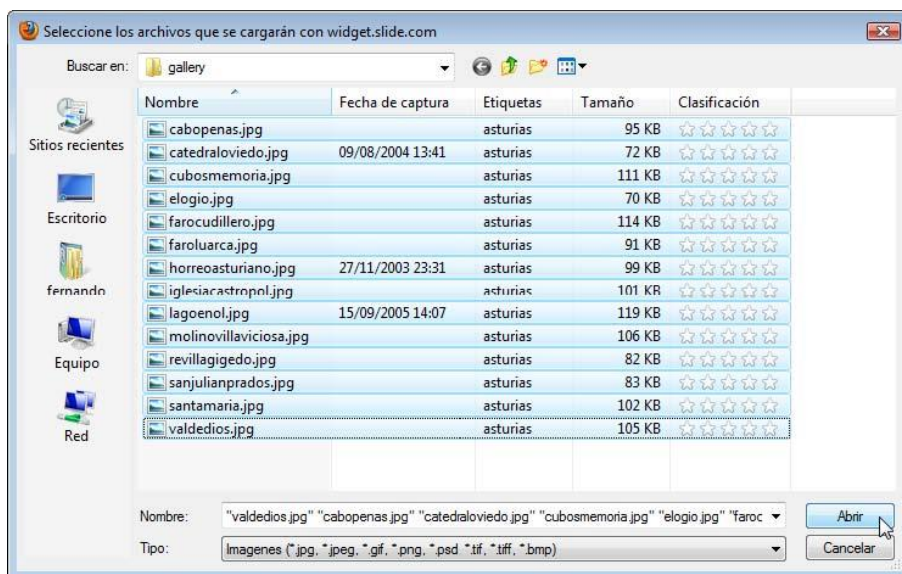 Seleccione los archivos que se cargarán con widget.slide.com
Buscar en: gallery
Nombre Fecha de captura Etiquetas Tamaño Clasificación
cabopenas.jpg asturias 95 KB
catedraloviedo.jpg 09/08/2004 13:41 asturias 72 KB
cubosmemoria.jpg asturias 111 KB
elogio.jpg asturias 70 KB
farocudillero.jpg asturias 114 KB
faroluarca.jpg asturias 91 KB
horreoasturiano.jpg 27/11/2003 23:31 asturias 99 KB
iglesiacastropol.jpg asturias 101 KB
lagoenol.jpg 15/09/2005 14:07 asturias 119 KB
molinovillaviciosa.jpg asturias 106 KB
revillagigedo.jpg asturias 82 KB
sanjulianprados.jpg asturias 83 KB
santamaria.jpg asturias 102 KB
valdedios.jpg asturias 105 KB
Sitios recientes
Escritorio
fernando
Equipo
Red
Nombre: "valdedios.jpg" "cabopenas.jpg" "catedraloviedo.jpg" "cubosmemoria.jpg" "elogio.jpg" "faroc
Abrir
Tipo: Imagenes (*.jpg, *.jpeg, *.gif, *.png, *.psd *.tif, *.tiff, *.bmp)
Cancelar